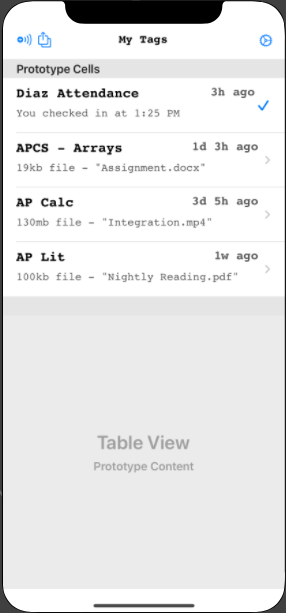 My Tags
Prototype Cells
Diaz Attendance 3h ago
You checked in at 1:25 PM
APCS - Arrays 1d 3h ago
19kb file - "Assignment.docx"
AP Calc 3d 5h ago
130mb file - "Integration.mp4"
AP Lit 1w ago
100kb file - "Nightly Reading.pdf"
Table View
Prototype Content